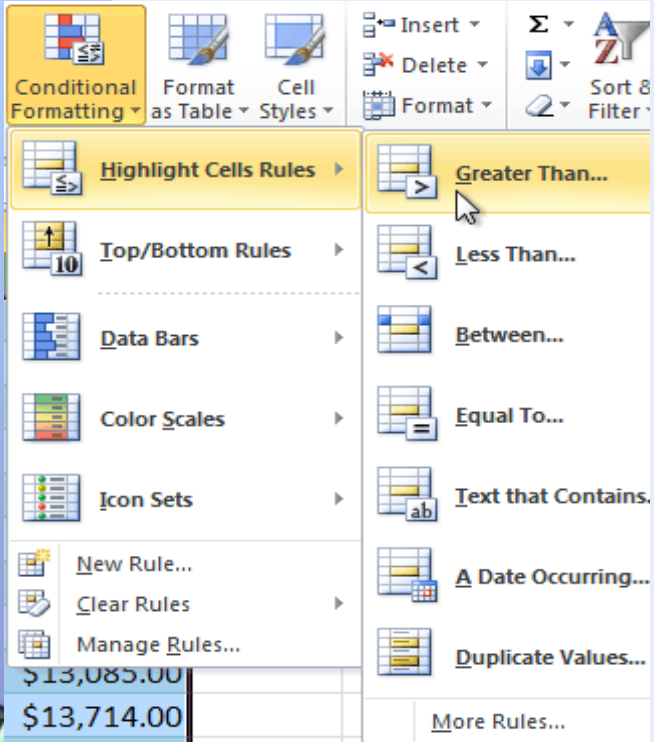 Conditional Formatting
Format as Table
Cell Styles
Insert
Delete
Format
Σ
A
Z
Sort &
Filter
Highlight Cells Rules
Top/Bottom Rules
10
Data Bars
Color Scales
Icon Sets
New Rule...
Clear Rules
Manage Rules...
Greater Than...
Less Than...
Between...
Equal To...
Text that Contains.
ab
A Date Occurring...
Duplicate Values...
More Rules...
$13,085.00
$13,714.00